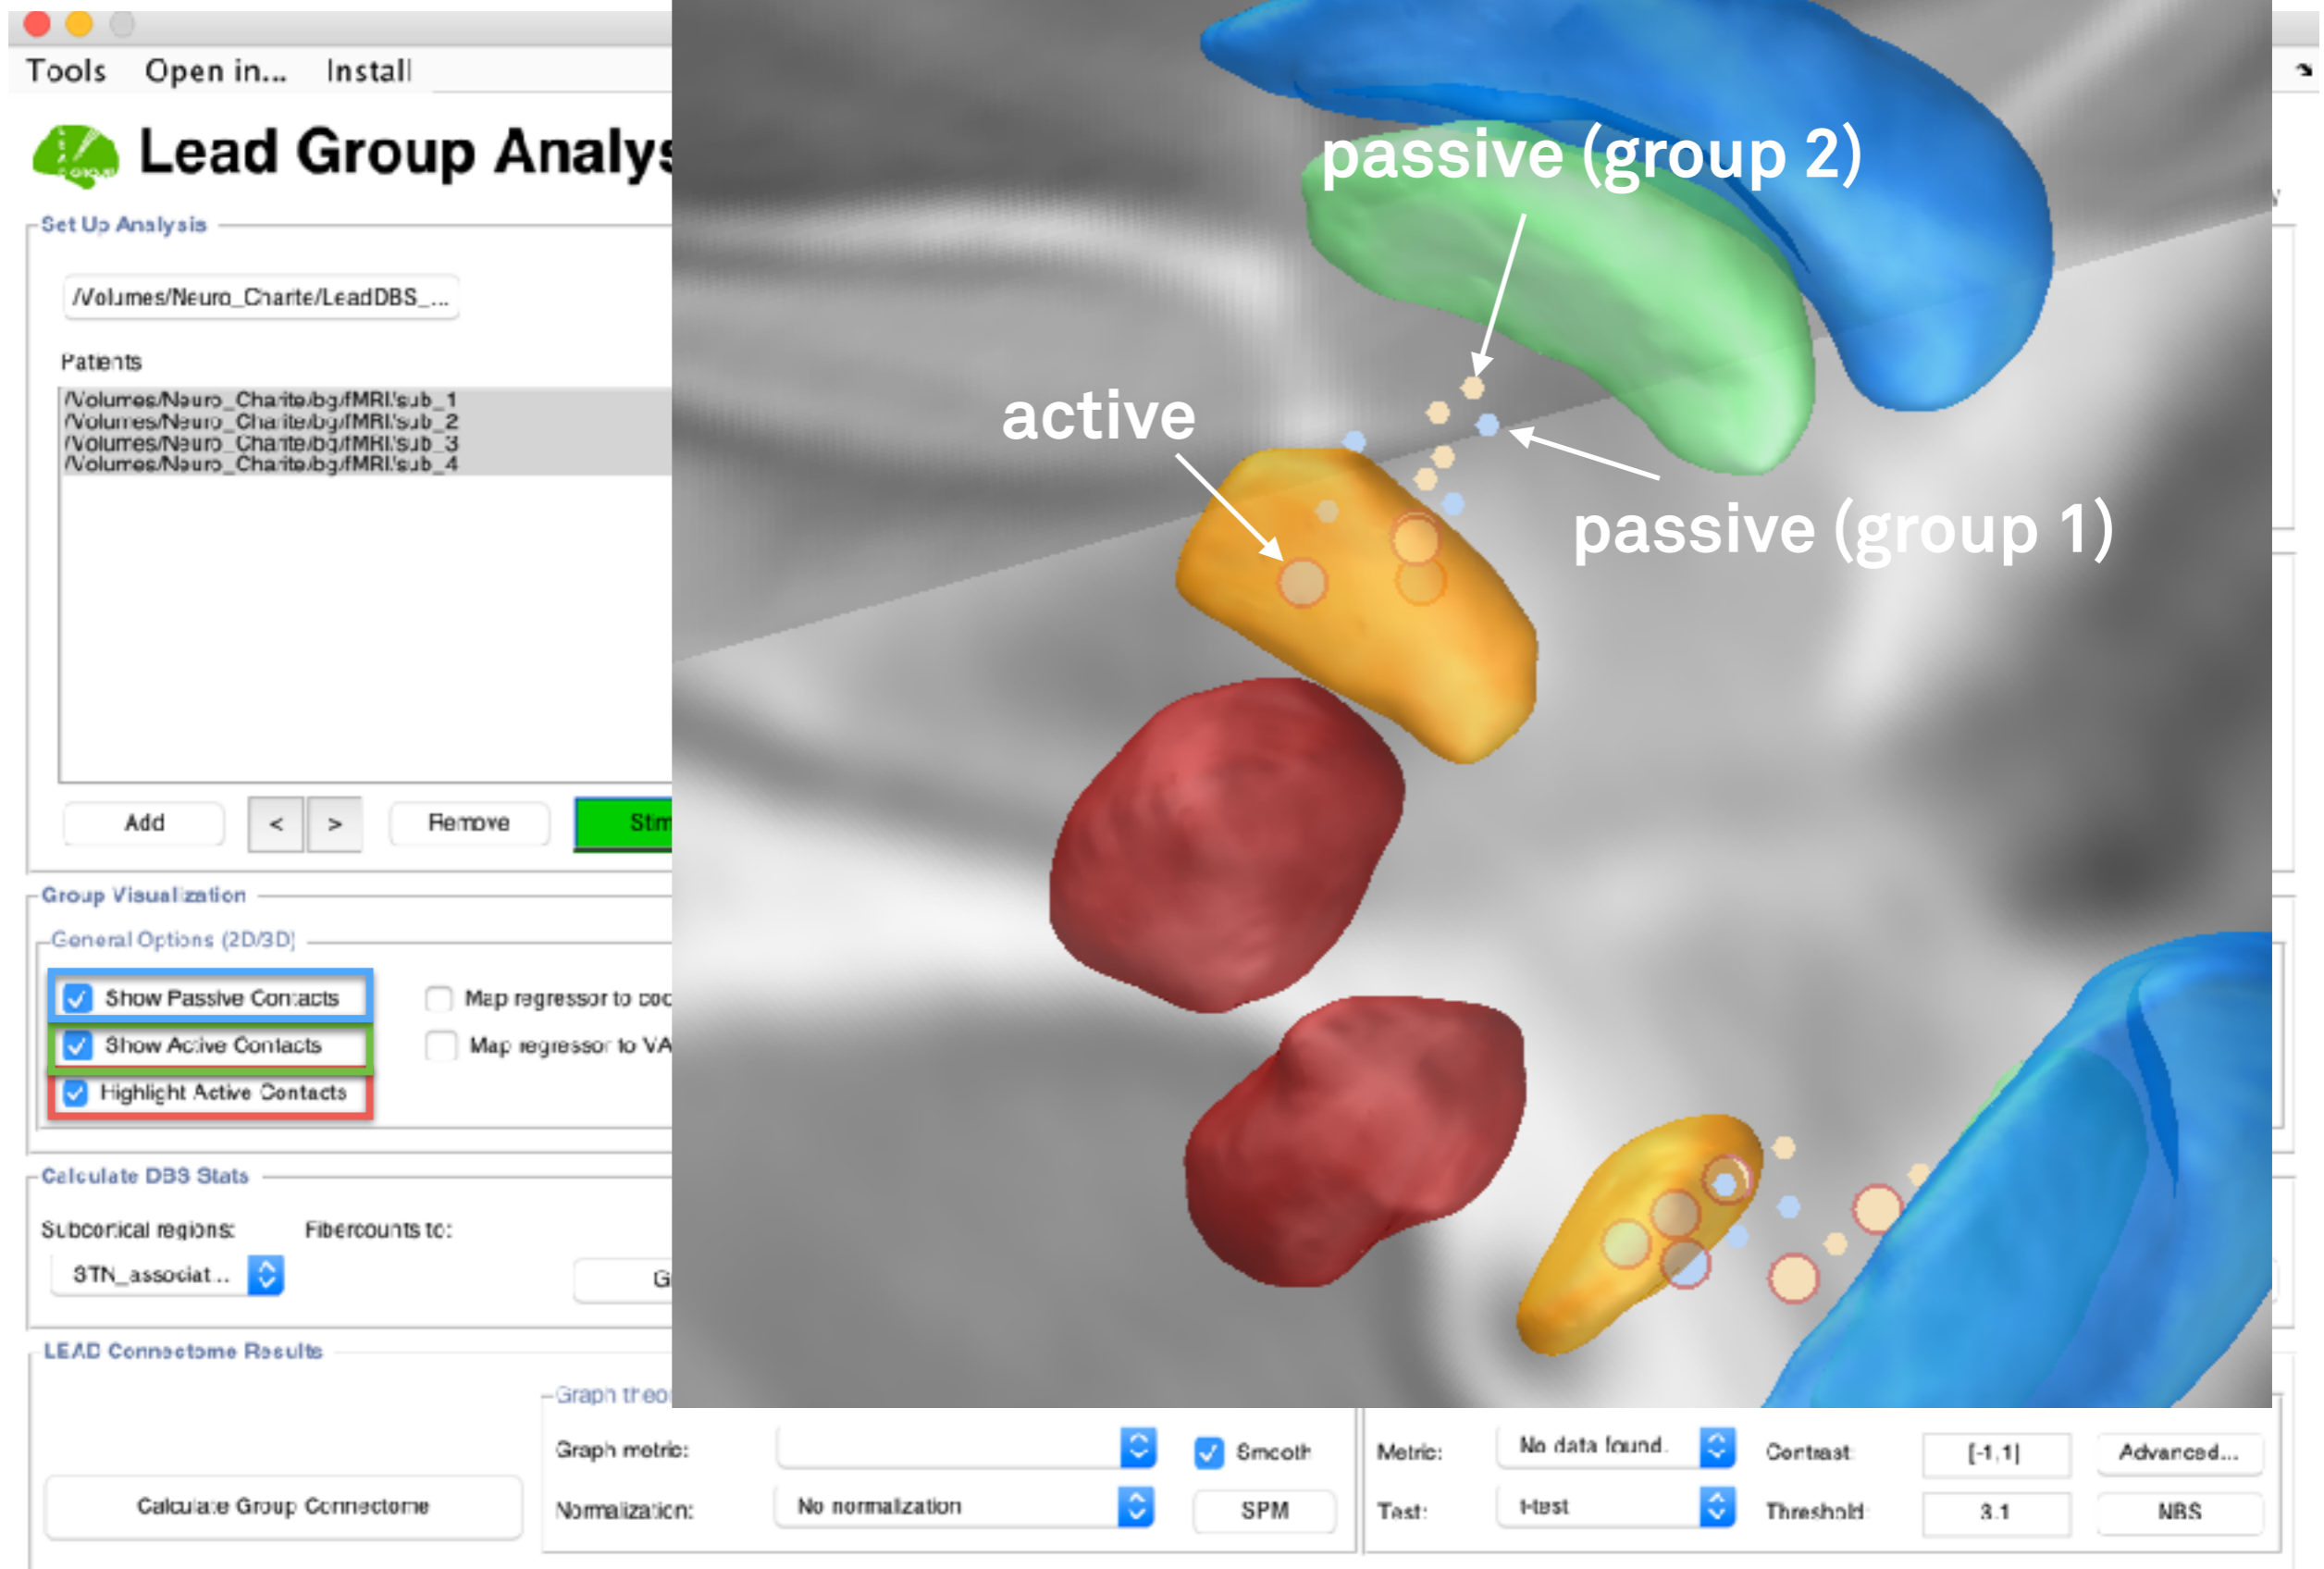 Tools Open in... Install
Lead Group Analys
Set Up Analysis
/Volumes/Neuro_Charite/LeadDBS_...
Patients
/Volumes/Neuro_Charite/bg/fMRI/sub_1
/Volumes/Neuro_Charite/bg/fMRI/sub_2
/Volumes/Neuro_Charite/bg/fMRI/sub_3
/Volumes/Neuro_Charite/bg/fMRI/sub_4
Add < > Remove Stim
passive (group 2)
active
passive (group 1)
Group Visualization
General Options (2D/3D)
Show Passive Contacts Map regressor to coo
Show Active Contacts Map regressor to VA
Highlight Active Contacts
Calculate DBS Stats
Subcortical regions: Fibercounts to:
STN_associat... G
LEAD Connectome Results
Graph theo
Graph metric: Smooth Metric: No data found. Contrast: [-1,1] Advanced...
Calculate Group Connectome Normalization: No normalization SPM Test: t-test Threshold: 3.1 NBS